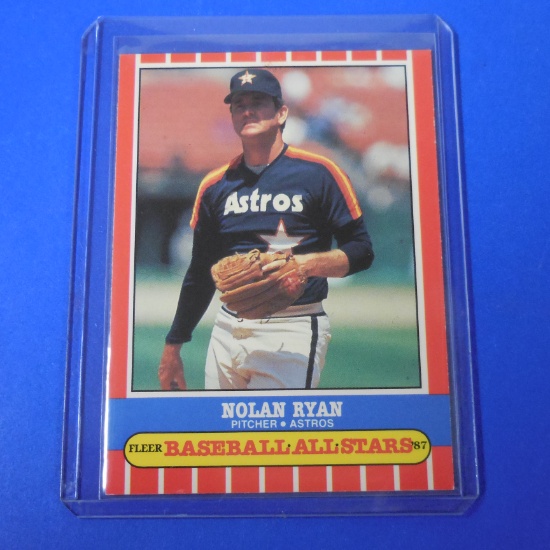 Astros
NOLAN RYAN
PITCHER • ASTROS
FLEER BASEBALL ALL STARS '87